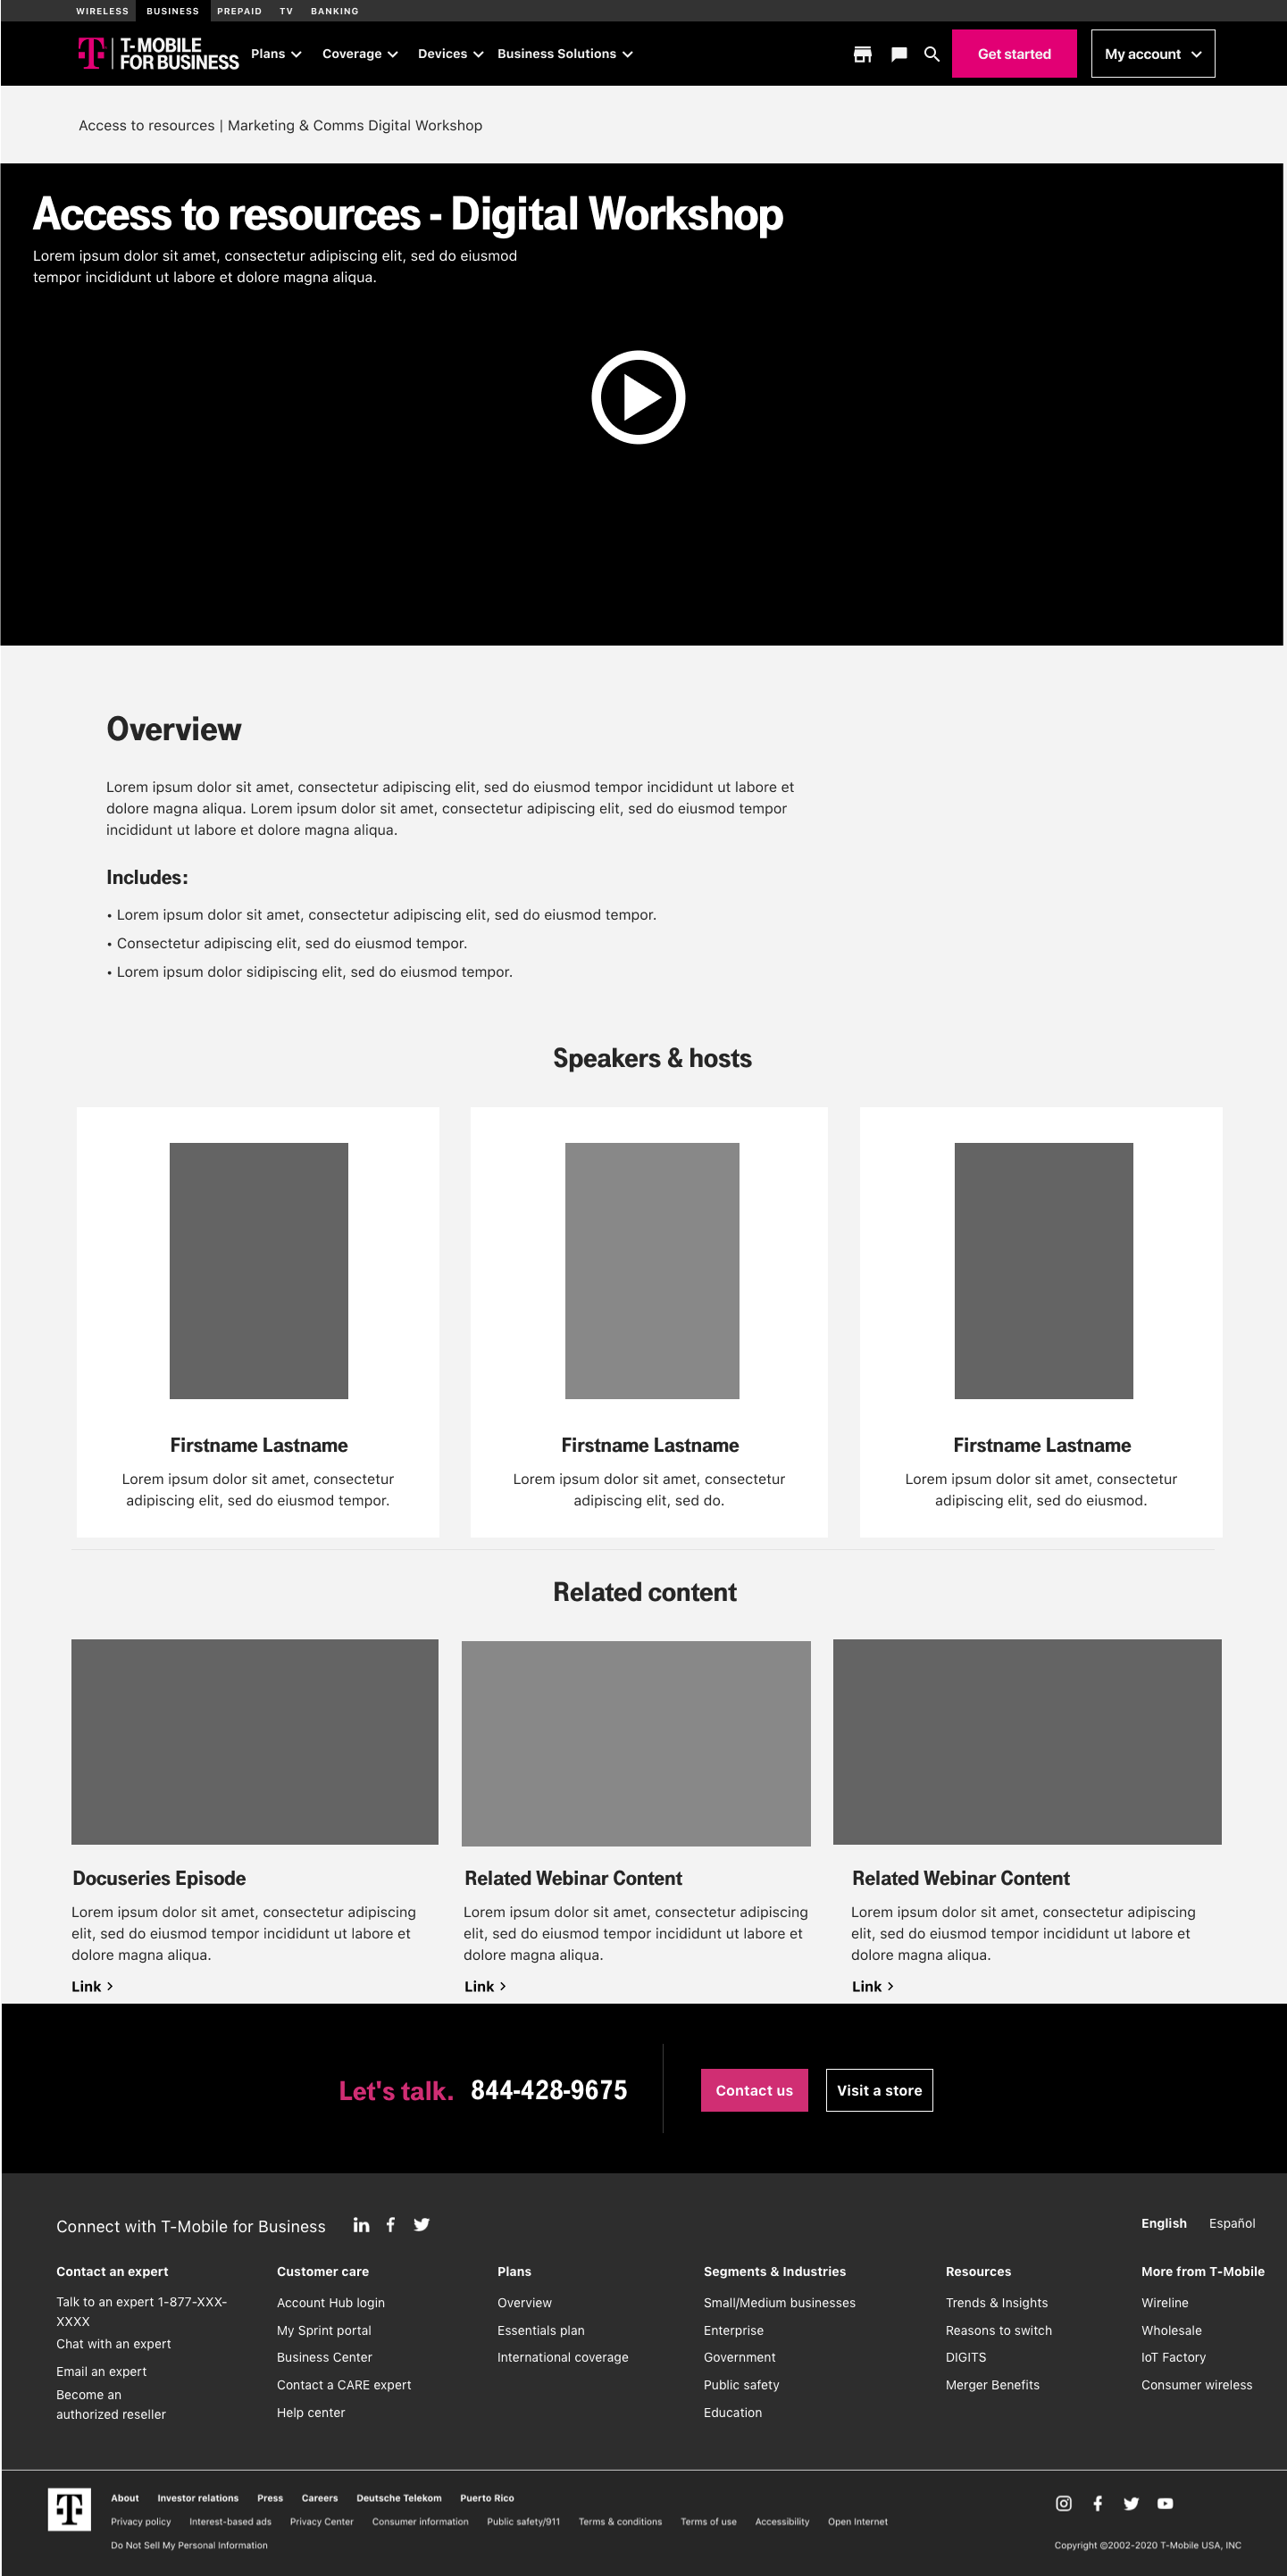 WIRELESS BUSINESS PREPAID TV BANKING
T-MOBILE
FOR BUSINESS
Plans Coverage Devices Business Solutions Get started My account
Access to resources | Marketing & Comms Digital Workshop
Access to resources - Digital Workshop
Lorem ipsum dolor sit amet, consectetur adipiscing elit, sed do eiusmod
tempor incididunt ut labore et dolore magna aliqua.
Overview
Lorem ipsum dolor sit amet, consectetur adipiscing elit, sed do eiusmod tempor incididunt ut labore et
dolore magna aliqua. Lorem ipsum dolor sit amet, consectetur adipiscing elit, sed do eiusmod tempor
incididunt ut labore et dolore magna aliqua.
Includes:
• Lorem ipsum dolor sit amet, consectetur adipiscing elit, sed do eiusmod tempor.
• Consectetur adipiscing elit, sed do eiusmod tempor.
• Lorem ipsum dolor sidipiscing elit, sed do eiusmod tempor.
Speakers & hosts
Firstname Lastname
Lorem ipsum dolor sit amet, consectetur
adipiscing elit, sed do eiusmod tempor.
Firstname Lastname
Lorem ipsum dolor sit amet, consectetur
adipiscing elit, sed do.
Firstname Lastname
Lorem ipsum dolor sit amet, consectetur
adipiscing elit, sed do eiusmod.
Related content
Docuseries Episode
Lorem ipsum dolor sit amet, consectetur adipiscing
elit, sed do eiusmod tempor incididunt ut labore et
dolore magna aliqua.
Link >
Related Webinar Content
Lorem ipsum dolor sit amet, consectetur adipiscing
elit, sed do eiusmod tempor incididunt ut labore et
dolore magna aliqua.
Link >
Related Webinar Content
Lorem ipsum dolor sit amet, consectetur adipiscing
elit, sed do eiusmod tempor incididunt ut labore et
dolore magna aliqua.
Link >
Let's talk. 844-428-9675 Contact us Visit a store
Connect with T-Mobile for Business
English Español
Contact an expert
Talk to an expert 1-877-XXX-
XXXX
Chat with an expert
Email an expert
Become an
authorized reseller
Customer care
Account Hub login
My Sprint portal
Business Center
Contact a CARE expert
Help center
Plans
Overview
Essentials plan
International coverage
Segments & Industries
Small/Medium businesses
Enterprise
Government
Public safety
Education
Resources
Trends & Insights
Reasons to switch
DIGITS
Merger Benefits
More from T-Mobile
Wireline
Wholesale
IoT Factory
Consumer wireless
About Investor relations Press Careers Deutsche Telekom Puerto Rico
Privacy policy Interest-based ads Privacy Center Consumer information Public safety/911 Terms & conditions Terms of use Accessibility Open Internet
Do Not Sell My Personal Information
Copyright ©2002-2020 T-Mobile USA, INC